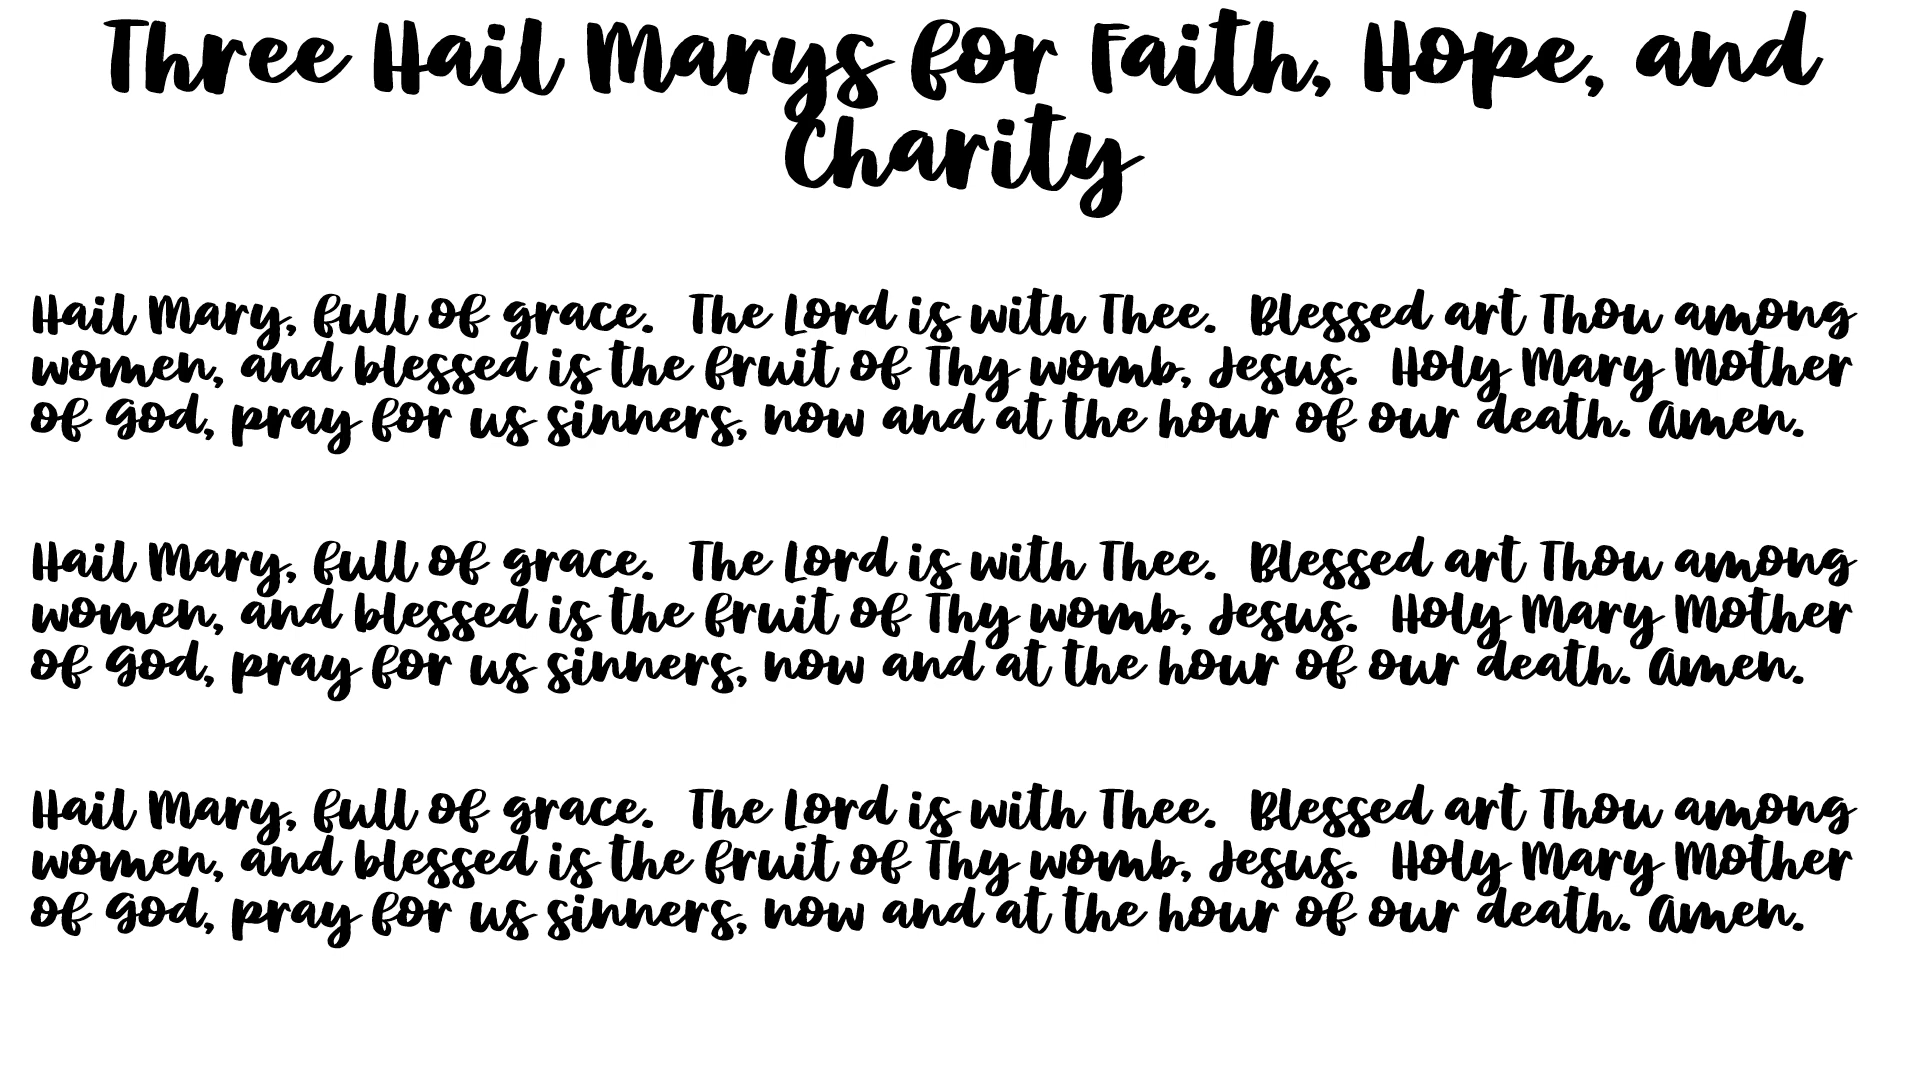 Three Hail Marys for Faith, Hope, and
Charity
Hail Mary, full of grace.  The Lord is with Thee.  Blessed art Thou among
women, and blessed is the fruit of Thy womb, Jesus.  Holy Mary Mother
of God, pray for us sinners, now and at the hour of our death. Amen.
Hail Mary, full of grace.  The Lord is with Thee.  Blessed art Thou among
women, and blessed is the fruit of Thy womb, Jesus.  Holy Mary Mother
of God, pray for us sinners, now and at the hour of our death. Amen.
Hail Mary, full of grace.  The Lord is with Thee.  Blessed art Thou among
women, and blessed is the fruit of Thy womb, Jesus.  Holy Mary Mother
of God, pray for us sinners, now and at the hour of our death. Amen.